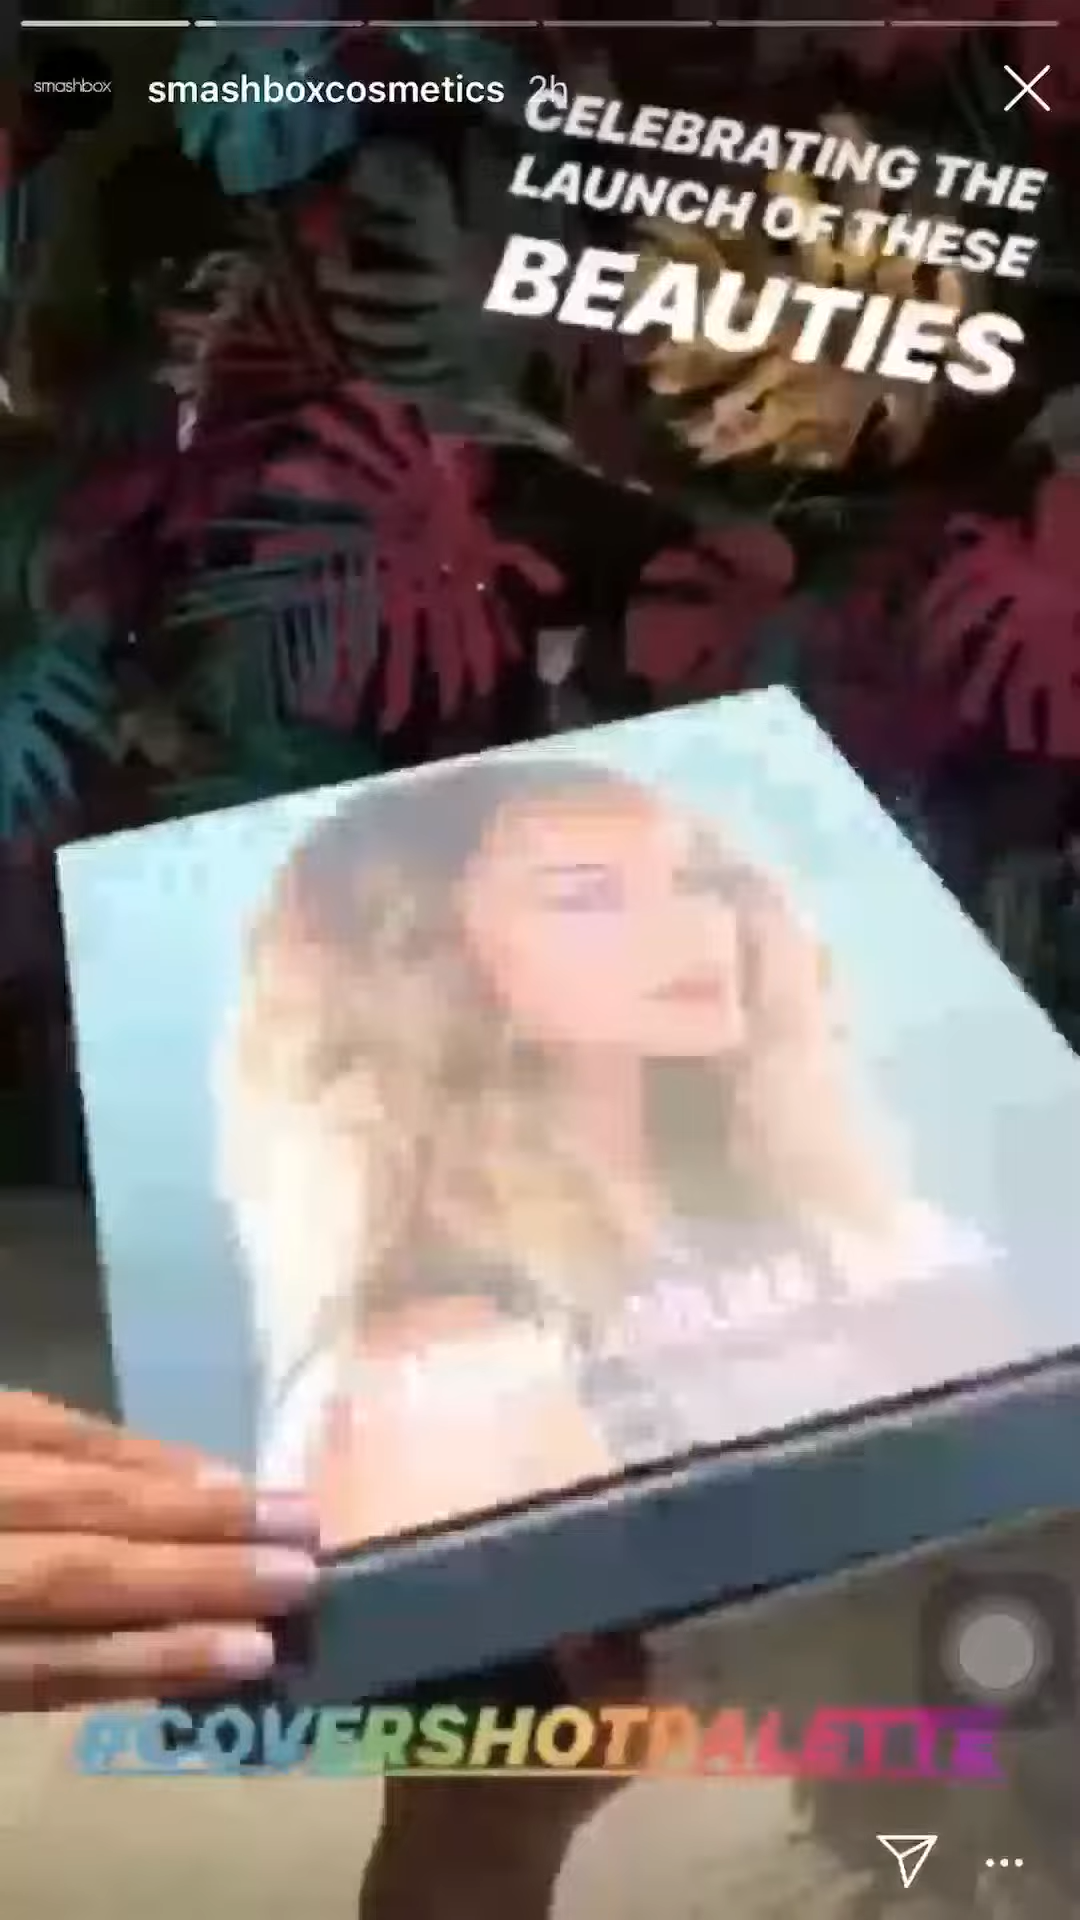 smashbox
smashboxcosmetics 2h
CELEBRATING THE
LAUNCH OF THESE
BEAUTIES
#COVERSHOTPALETTE